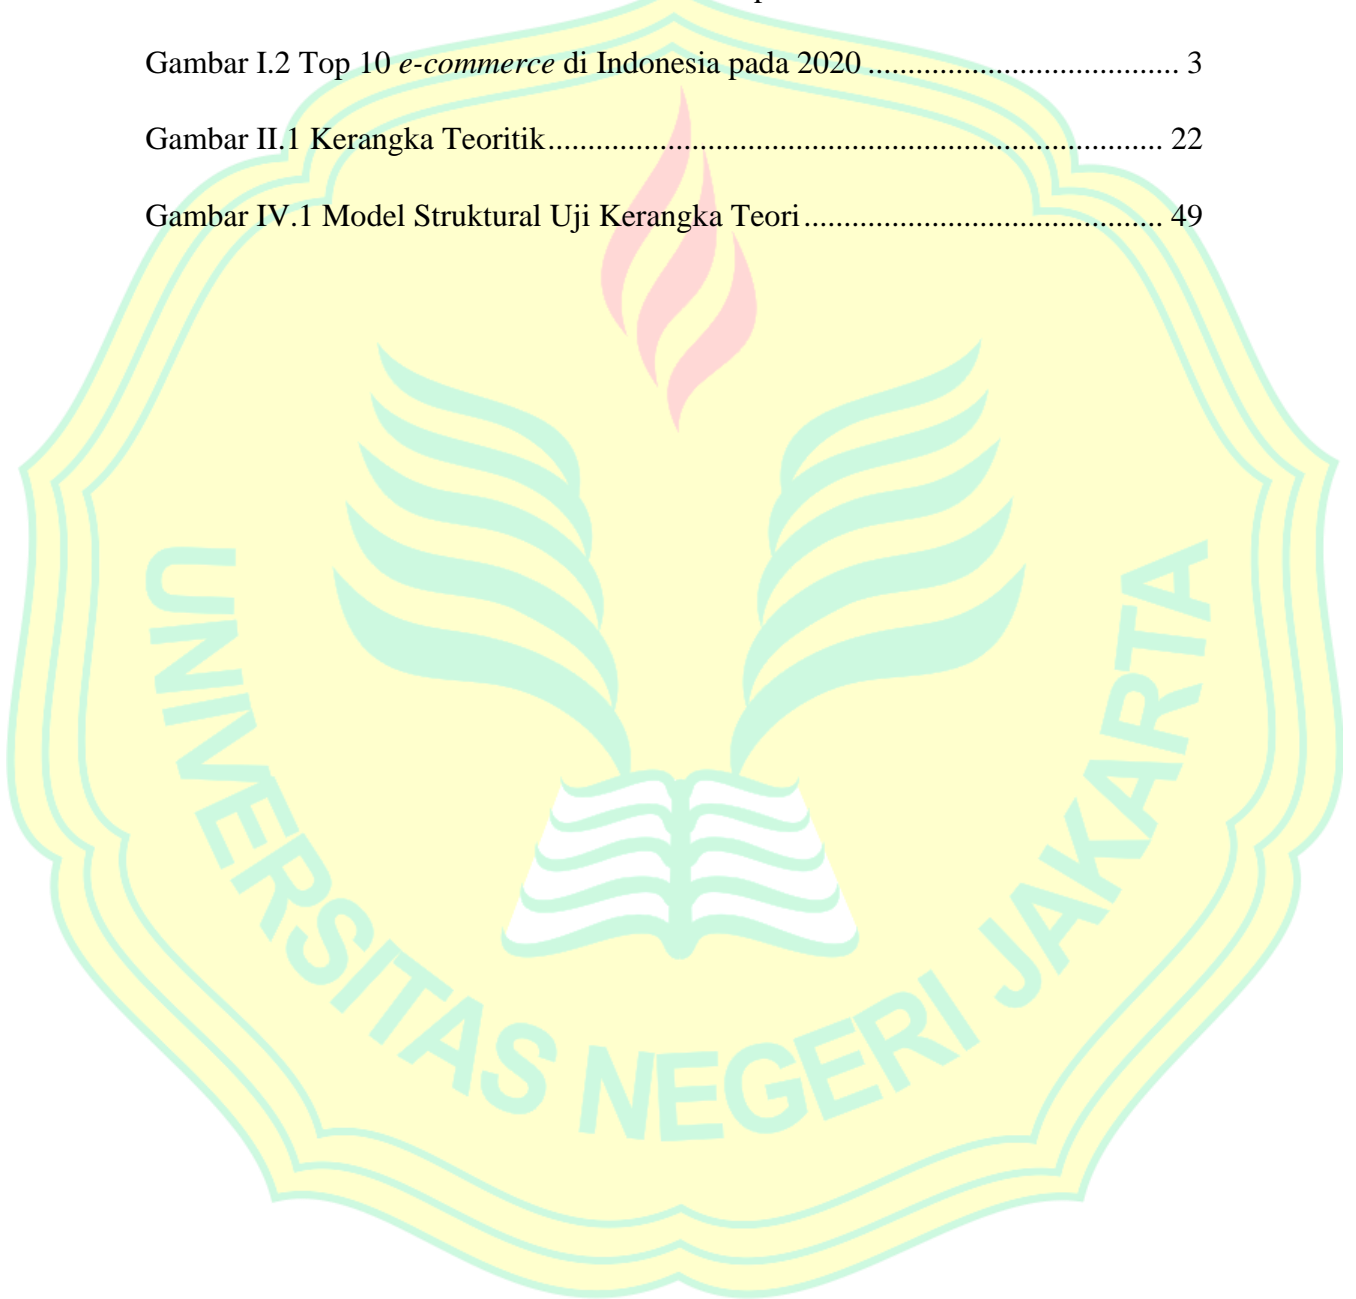 Gambar I.2 Top 10 e-commerce di Indonesia pada 2020 ....................................... 3
Gambar II.1 Kerangka Teoritik ............................................................................. 22
Gambar IV.1 Model Struktural Uji Kerangka Teori ............................................. 49
UNIVERSITAS NEGERI JAKARTA